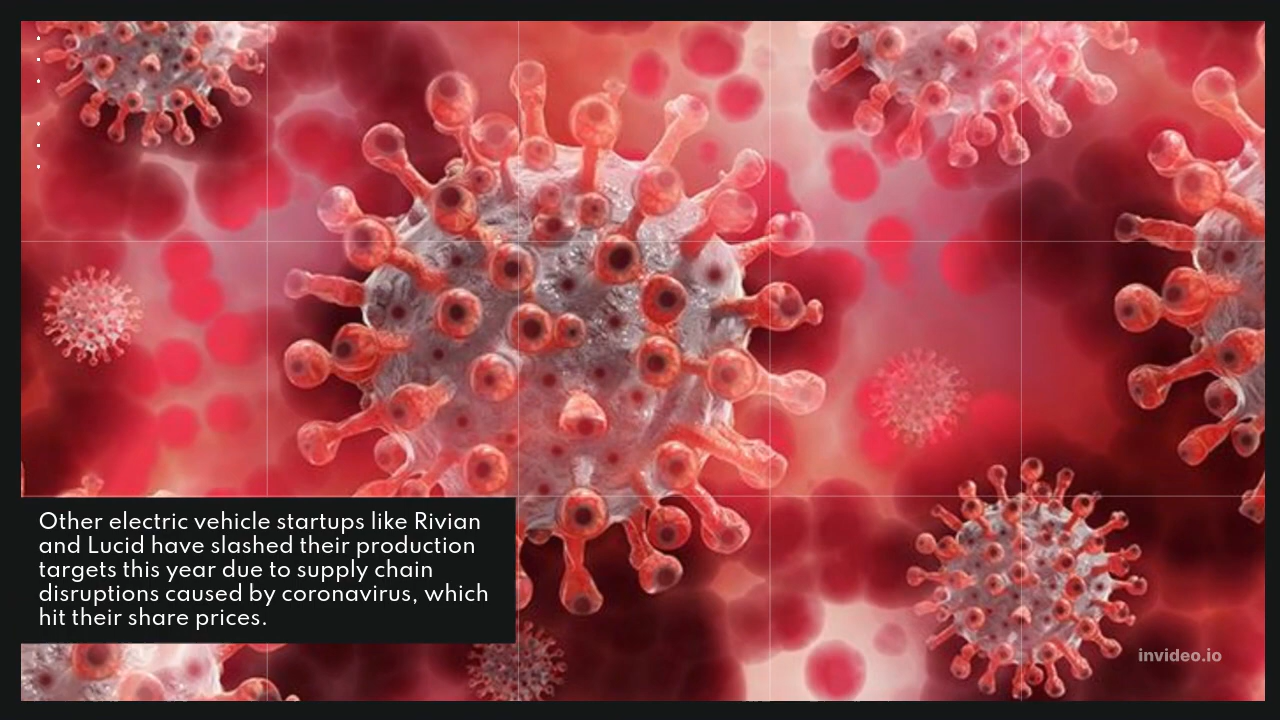 Other electric vehicle startups like Rivian
and Lucid have slashed their production
targets this year due to supply chain
disruptions caused by coronavirus, which
hit their share prices.
invideo.io